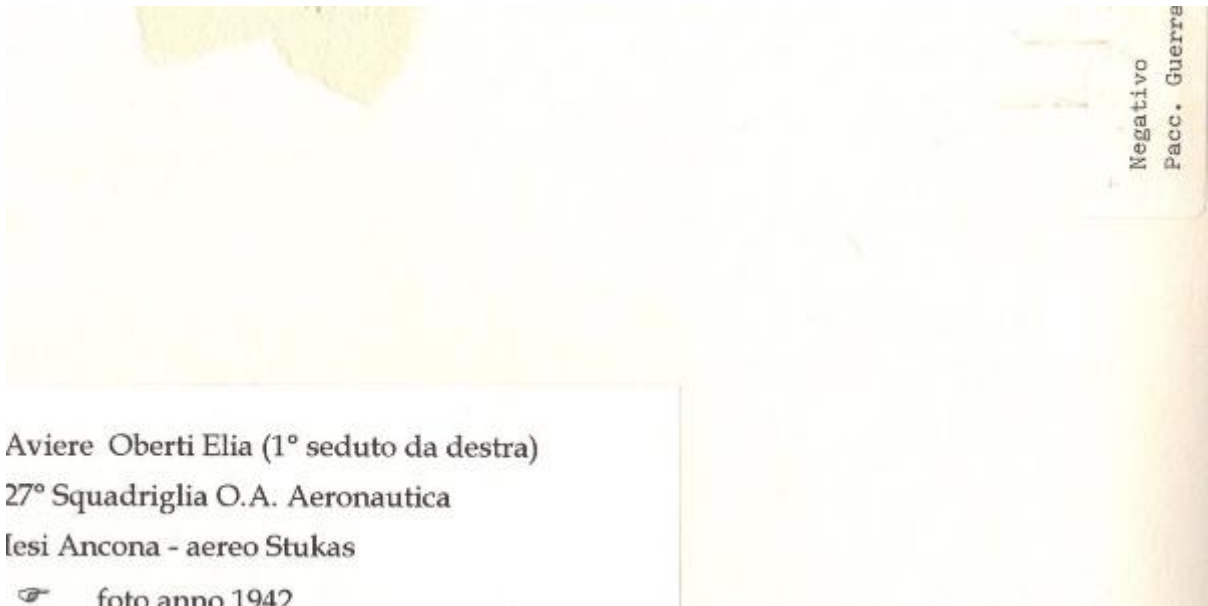 Negativo
Pacc. Guerra
Aviere Oberti Elia (1° seduto da destra)
27° Squadriglia O.A. Aeronautica
Iesi Ancona - aereo Stukas
☞ foto anno 1942